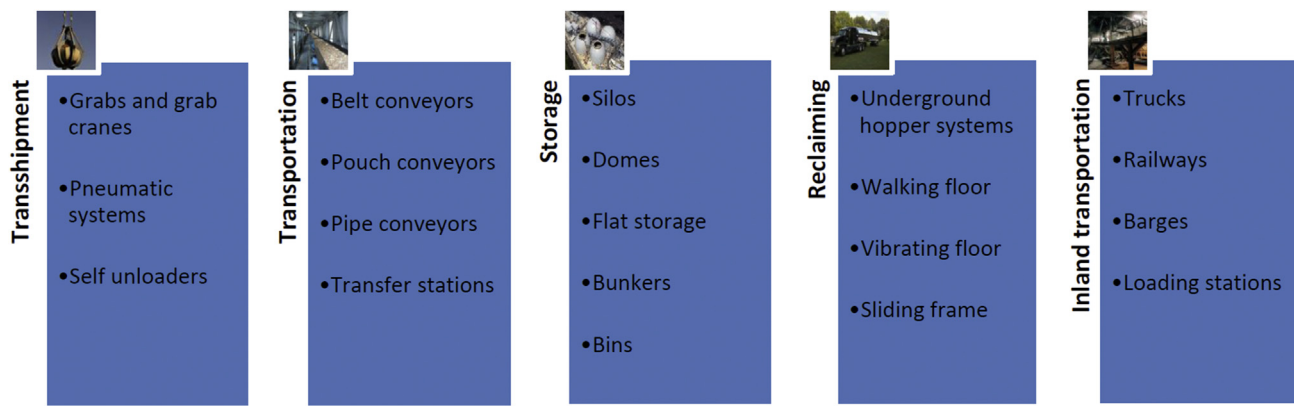 Transshipment
•Grabs and grab
cranes
•Pneumatic
systems
•Self unloaders
Transportation
•Belt conveyors
•Pouch conveyors
•Pipe conveyors
•Transfer stations
Storage
•Silos
•Domes
•Flat storage
•Bunkers
•Bins
Reclaiming
•Underground
hopper systems
•Walking floor
•Vibrating floor
•Sliding frame
Inland transportation
•Trucks
•Railways
•Barges
•Loading stations